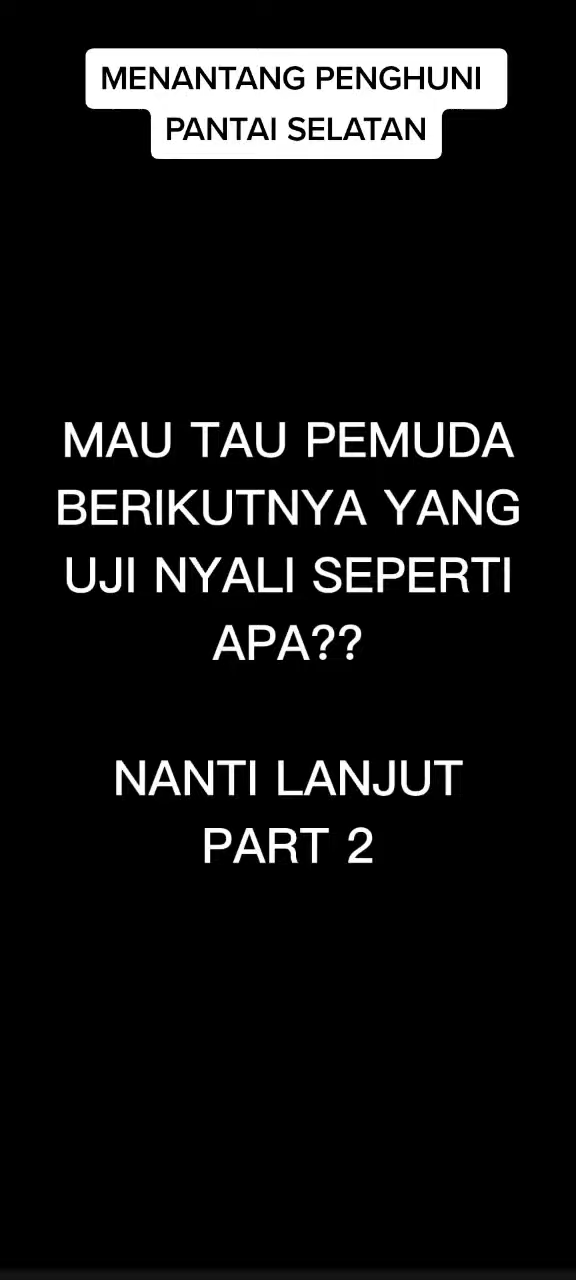 MENANTANG PENGHUNI
PANTAI SELATAN
MAU TAU PEMUDA
BERIKUTNYA YANG
UJI NYALI SEPERTI
APA??
NANTI LANJUT
PART 2